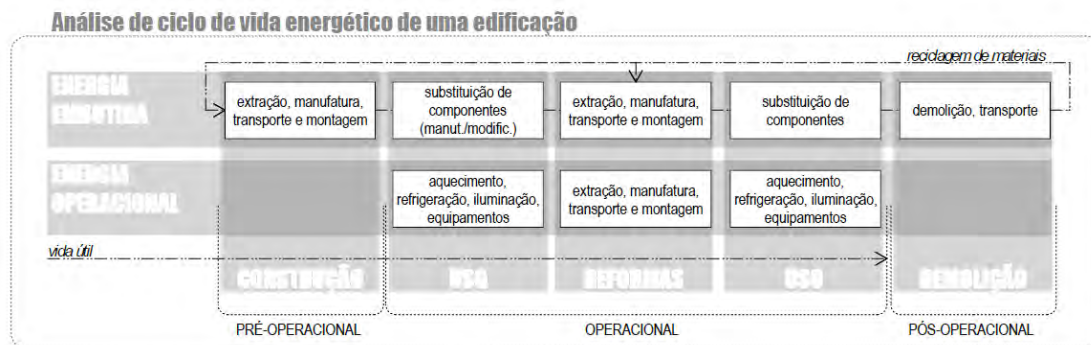 Análise de ciclo de vida energético de uma edificação
reciclagem de materiais
ENERGIA
EMBUTIDA
extração, manufatura,
transporte e montagem
substituição de
componentes
(manut./modific.)
extração, manufatura,
transporte e montagem
substituição de
componentes
demolição, transporte
ENERGIA
OPERACIONAL
aquecimento,
refrigeração, iluminação,
equipamentos
extração, manufatura,
transporte e montagem
aquecimento,
refrigeração, iluminação,
equipamentos
vida útil
CONSTRUÇÃO
USO
REFORMAS
USO
DEMOLIÇÃO
PRÉ-OPERACIONAL
OPERACIONAL
PÓS-OPERACIONAL